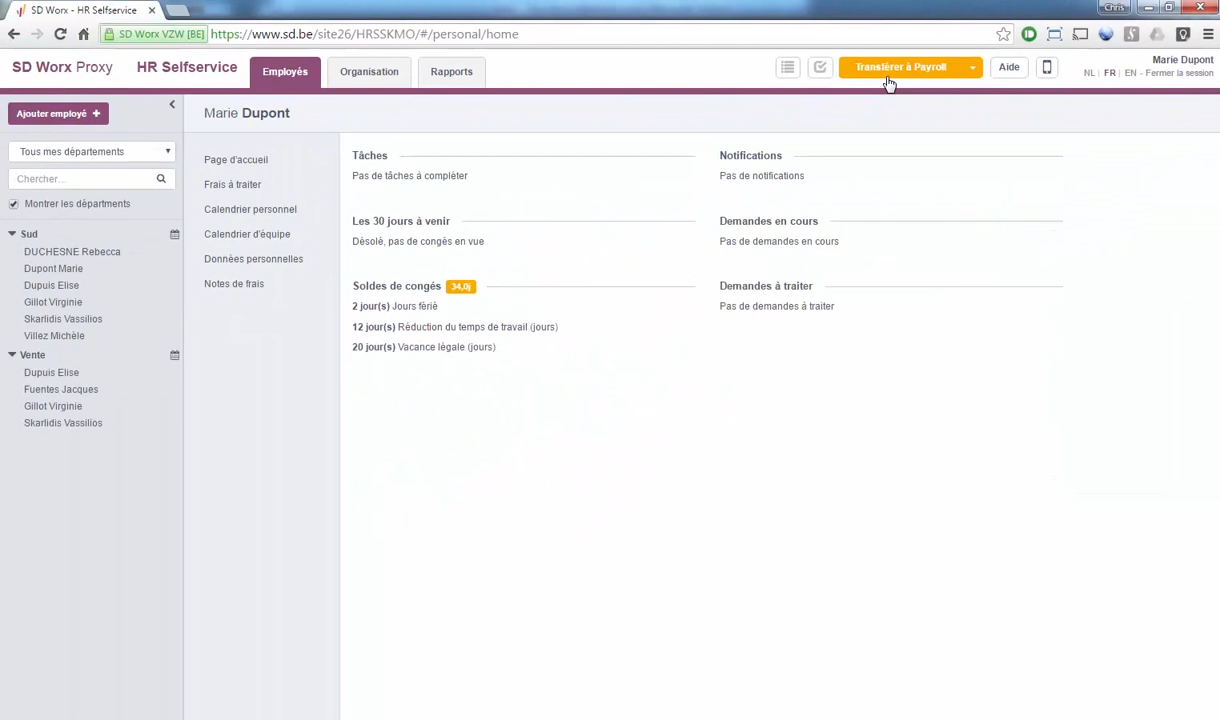 SD Worx - HR Selfservice
Chris
SD Worx VZW [BE] https://www.sd.be/site26/HRSSKMO/#/personal/home
SD Worx Proxy HR Selfservice Employés Organisation Rapports Transférer à Payroll Aide
Marie Dupont
NL | FR | EN - Fermer la session
Ajouter employé +
Tous mes départements
Chercher...
Montrer les départments
Sud
DUCHESNE Rebecca
Dupont Marie
Dupuis Elise
Gillot Virginie
Skarlidis Vassilios
Villez Michèle
Vente
Dupuis Elise
Fuentes Jacques
Gillot Virginie
Skarlidis Vassilios
Marie Dupont
Page d'accueil
Frais à traiter
Calendrier personnel
Calendrier d'équipe
Données personnelles
Notes de frais
Tâches
Pas de tâches à compléter
Les 30 jours à venir
Désolé, pas de congés en vue
Soldes de congés 34,0j
2 jour(s) Jours férié
12 jour(s) Réduction du temps de travail (jours)
20 jour(s) Vacance légale (jours)
Notifications
Pas de notifications
Demandes en cours
Pas de demandes en cours
Demandes à traiter
Pas de demandes à traiter